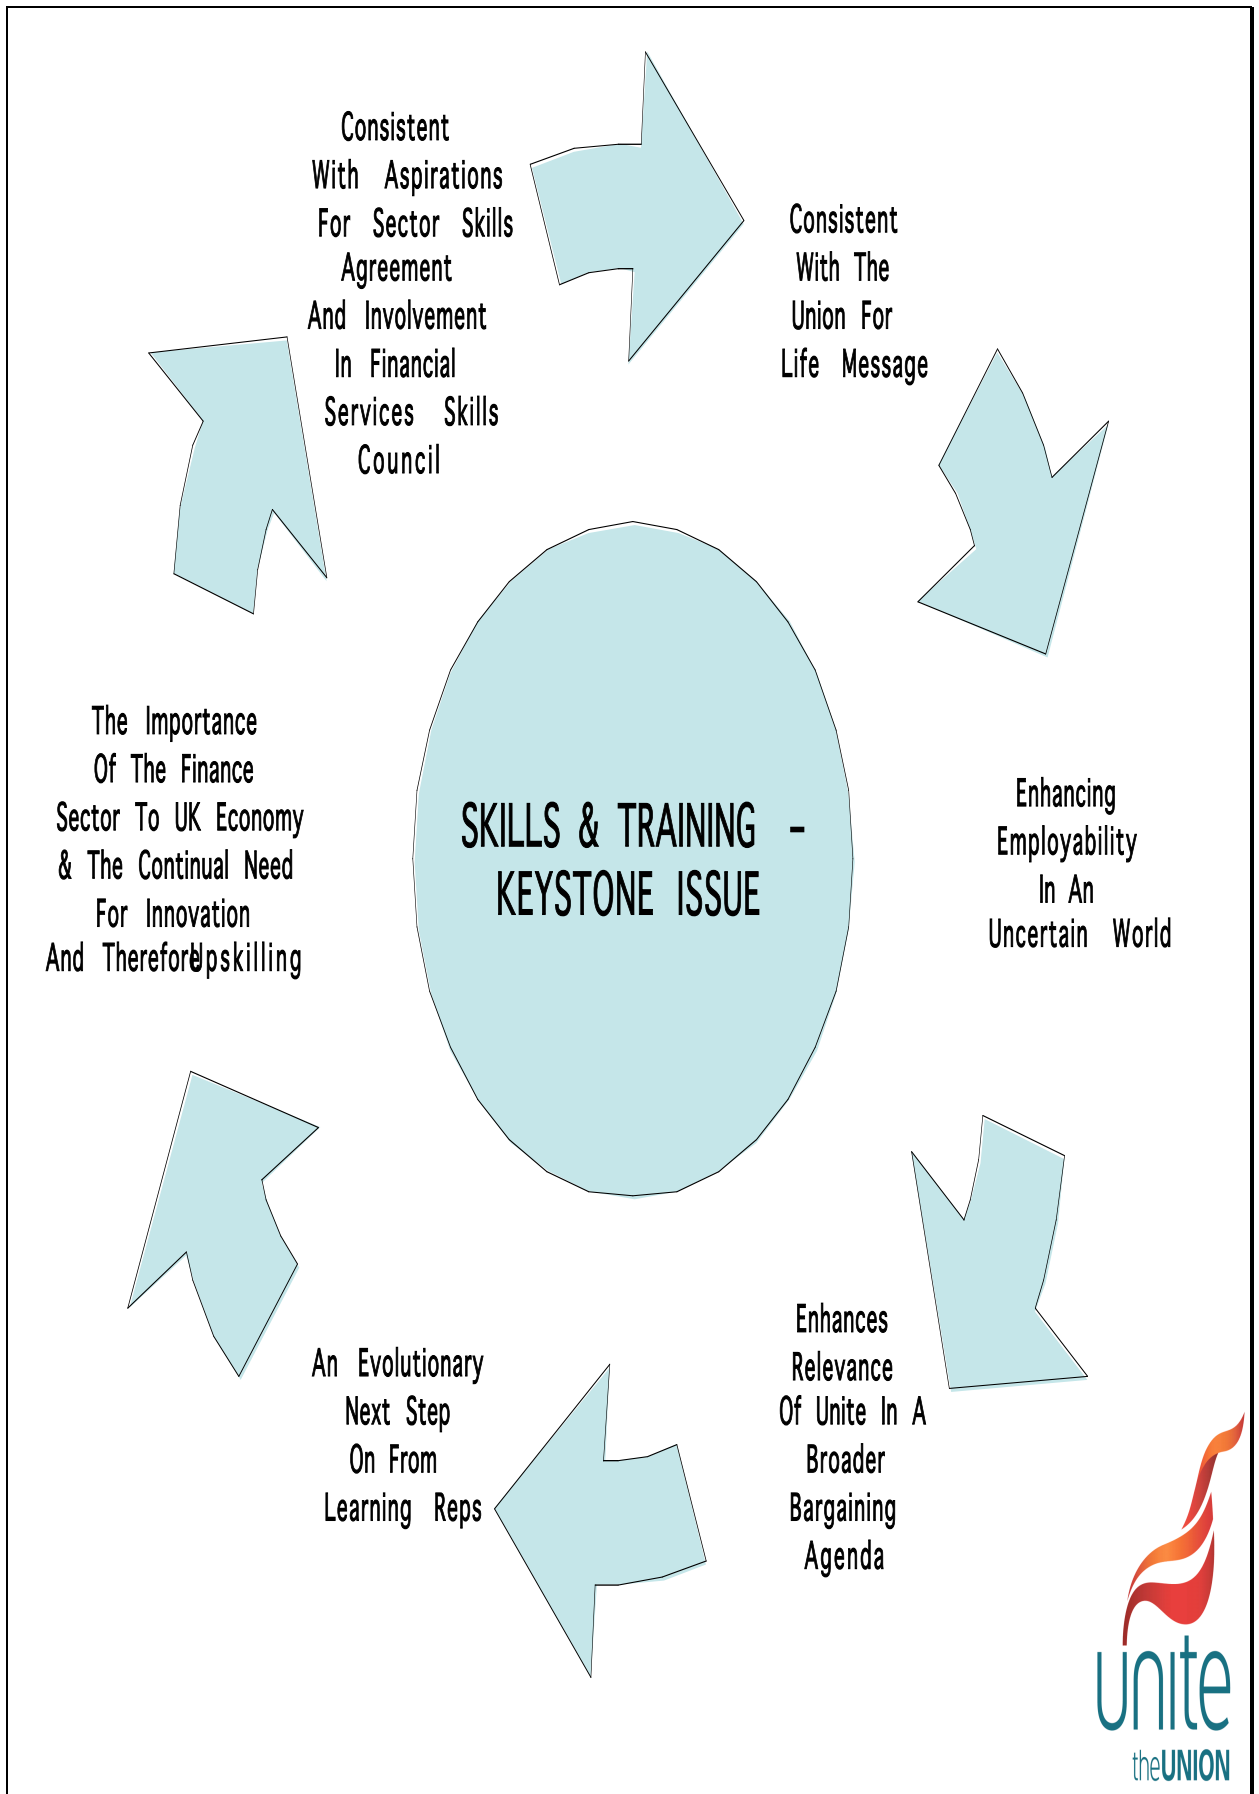 Consistent
With Aspirations
For Sector Skills
Agreement
And Involvement
In Financial
Services Skills
Council
Consistent
With The
Union For
Life Message
Enhancing
Employability
In An
Uncertain World
Enhances
Relevance
Of Unite In A
Broader
Bargaining
Agenda
An Evolutionary
Next Step
On From
Learning Reps
The Importance
Of The Finance
Sector To UK Economy
& The Continual Need
For Innovation
And Therefore Upskilling
SKILLS & TRAINING –
KEYSTONE ISSUE
unite
theUNION